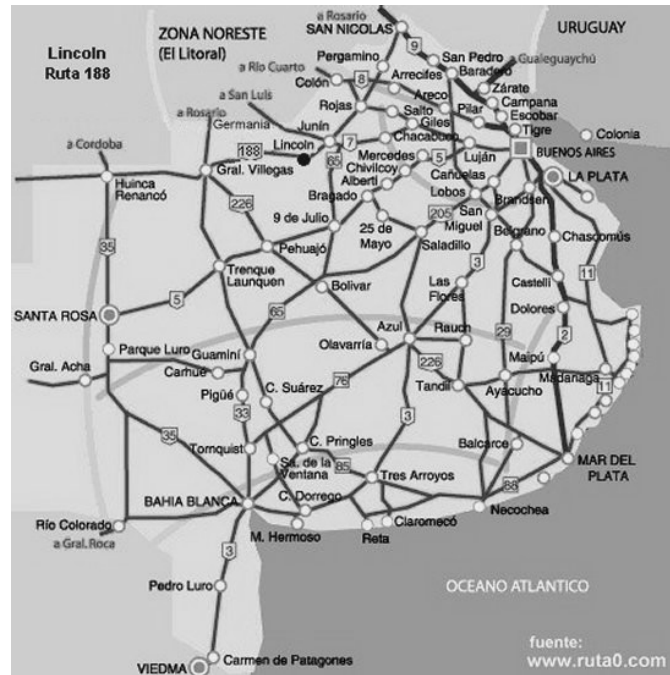 Lincoln
Ruta 188
ZONA NORESTE
(El Litoral)
a Rosario
SAN NICOLAS
URUGUAY
9
San Pedro
Baradero
a Gualeguaychú
Pergamino
a Río Cuarto
Colón
8
Arrecifes
Areco
Zárate
Campana
Escobar
Tigre
a San Luís
Rojas
Salto
Giles
Pilar
Colonia
a Rosario
Germania
Junín
Lincoln
7
Chacabuco
BUENOS AIRES
a Cordoba
188
65
Mercedes
5
Luján
Chivilcoy
Alberti
Cañuelas
LA PLATA
Huinca
Renancó
Gral. Villegas
Bragado
Lobos
Brandsen
226
9 de Julio
25 de
Mayo
205
San
Miguel
Belgrano
35
Pehuajó
Saladillo
Chascomús
Trenque
Launquen
3
11
5
Bolivar
Las
Flores
Castelli
SANTA ROSA
65
Dolores
Azul
Rauch
29
2
Parque Luro
Guaminí
Olavarría
Maipú
Gral. Acha
Carhué
226
Madariaga
76
Tandil
Ayacucho
11
Pigüé
C. Suárez
33
3
35
Tornquist
C. Pringles
Balcarce
Sa. de la
Ventana
85
Tres Arroyos
MAR DEL
PLATA
88
BAHIA BLANCA
C. Dorrego
Necochea
Río Colorado
a Gral. Roca
M. Hermoso
Reta
Claromecó
3
Pedro Luro
OCEANO ATLANTICO
VIEDMA
Carmen de Patagones
fuente:
www.ruta0.com